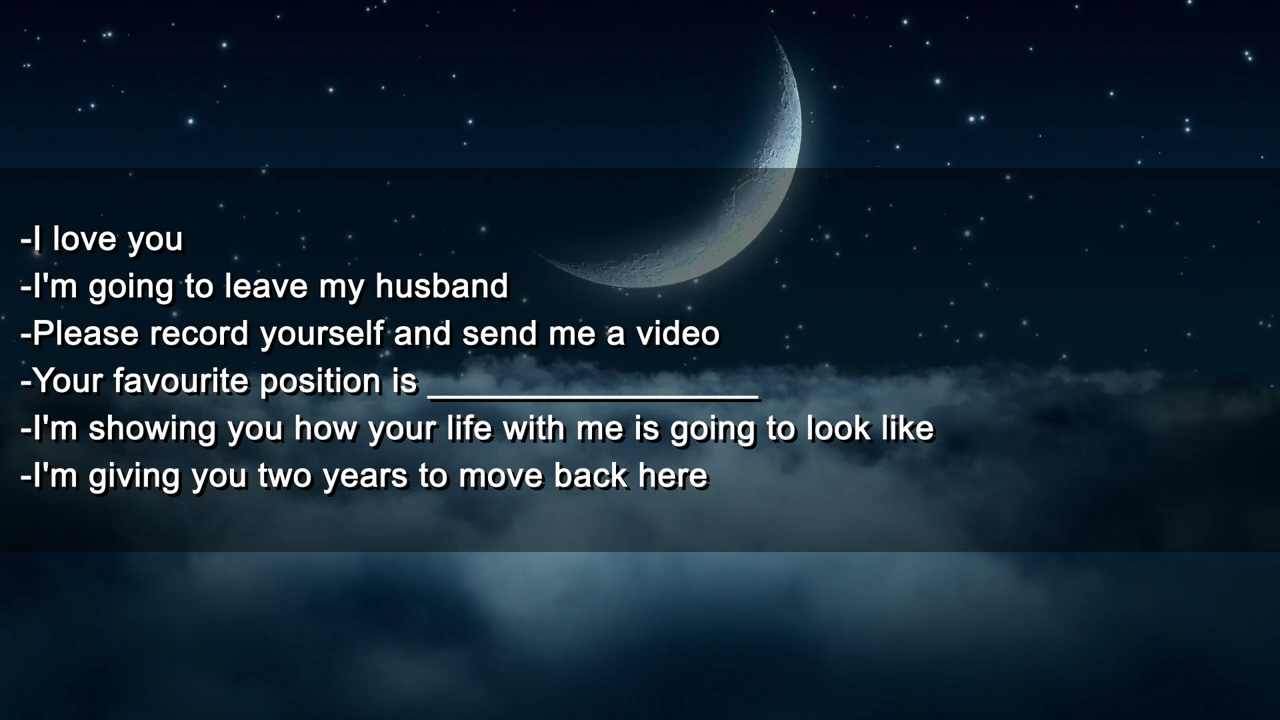 -I love you
-I'm going to leave my husband
-Please record yourself and send me a video
-Your favourite position is __________________
-I'm showing you how your life with me is going to look like
-I'm giving you two years to move back here